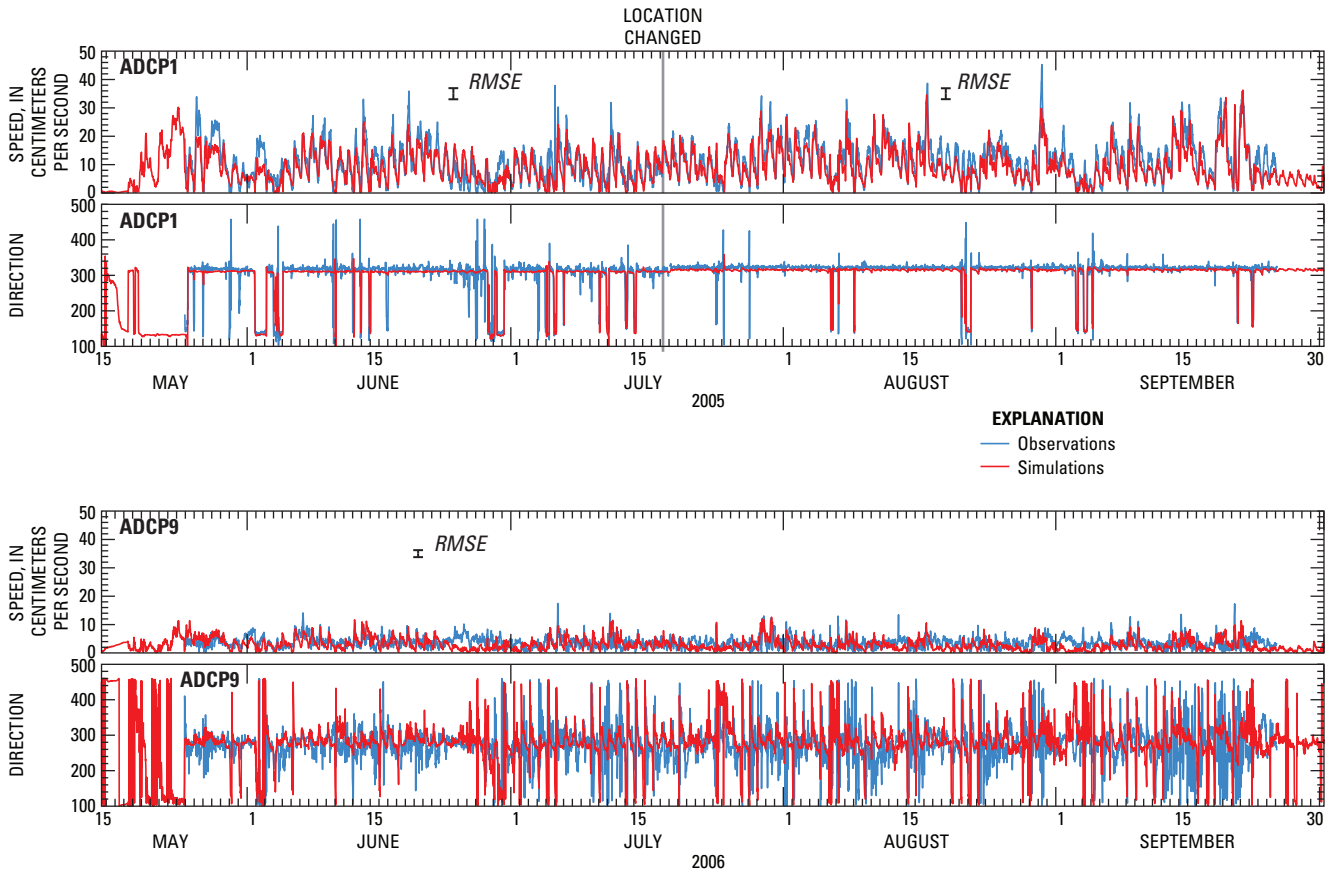 LOCATION
CHANGED
SPEED, IN
CENTIMETERS
PER SECOND
50
40
30
20
10
0
ADCP1
RMSE
RMSE
DIRECTION
500
400
300
200
100
ADCP1
15 1 15 1 15 1 15 1 15 30
MAY JUNE JULY AUGUST SEPTEMBER
2005
EXPLANATION
Observations
Simulations
SPEED, IN
CENTIMETERS
PER SECOND
50
40
30
20
10
0
ADCP9
RMSE
DIRECTION
500
400
300
200
100
ADCP9
15 1 15 1 15 1 15 1 15 30
MAY JUNE JULY AUGUST SEPTEMBER
2006